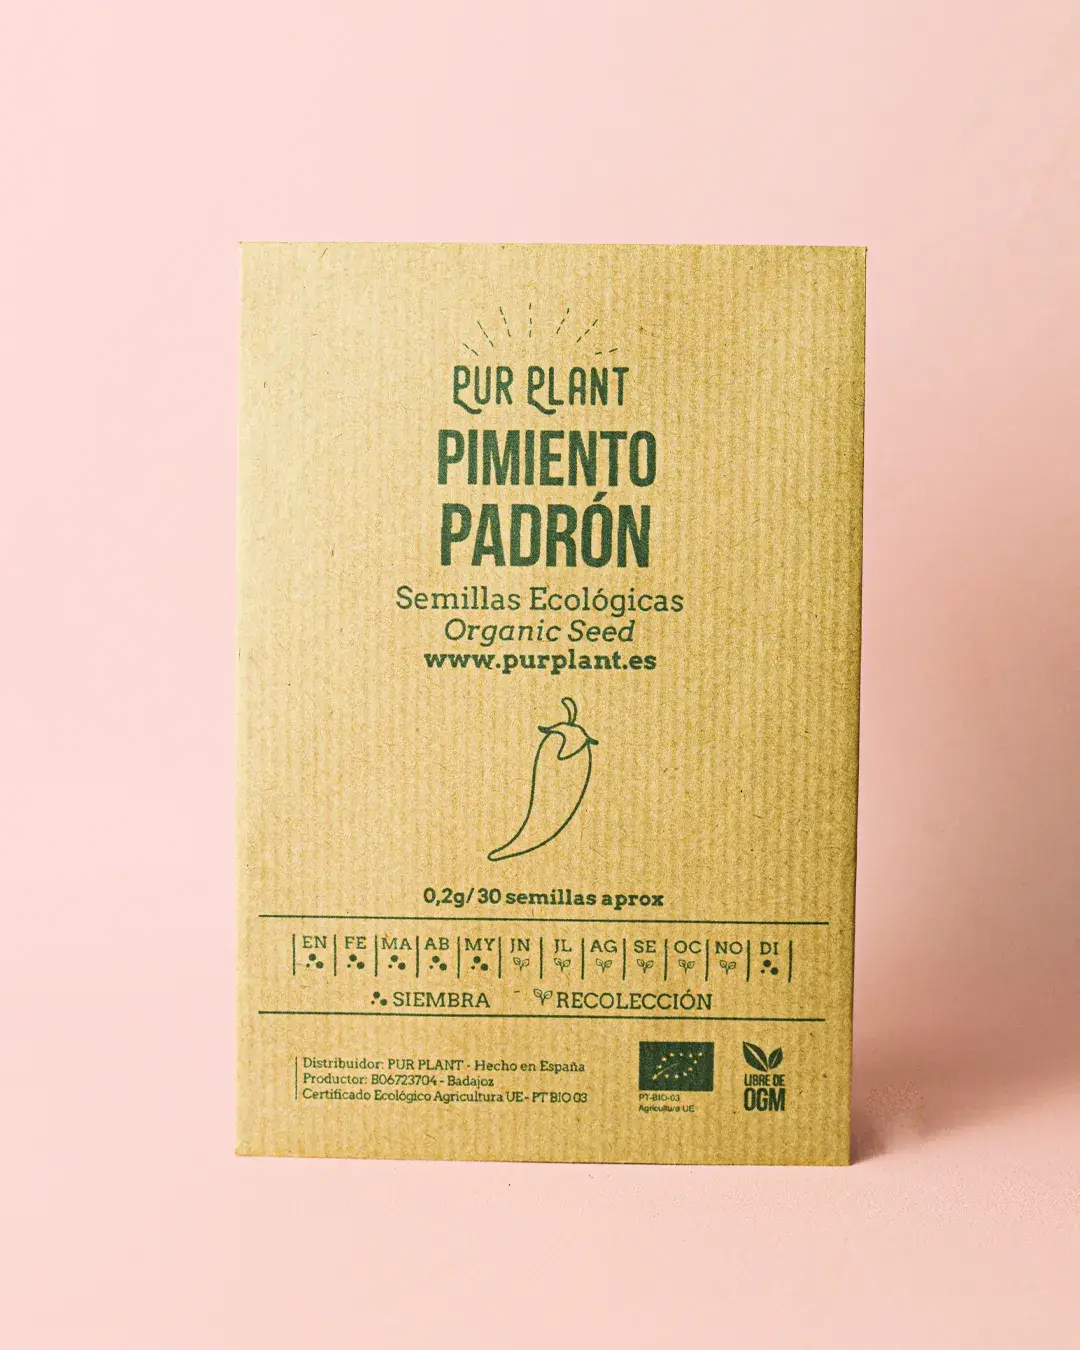 PUR PLANT
PIMIENTO
PADRÓN
Semillas Ecológicas
Organic Seed
www.purplant.es
0,2g/30 semillas aprox
EN FE MA AB MY JN JL AG SE OC NO DI
SIEMBRA RECOLECCIÓN
Distribuidor: PUR PLANT - Hecho en España
Productor: B06723704 - Badajoz
Certificado Ecológico Agricultura UE- PT BIO 03
PT-BIO-03
Agricultura UE
LIBRE DE
OGM